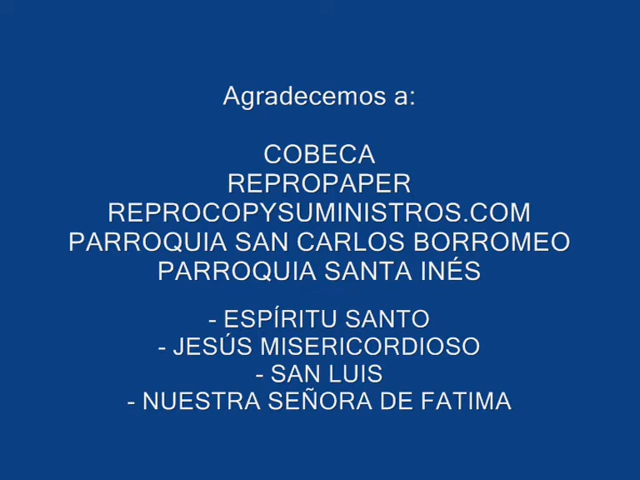 Agradecemos a:
COBECA
REPROPAPER
REPROCOPYSUMINISTROS.COM
PARROQUIA SAN CARLOS BORROMEO
PARROQUIA SANTA INÉS
- ESPÍRITU SANTO
- JESÚS MISERICORDIOSO
- SAN LUIS
- NUESTRA SEÑORA DE FATIMA